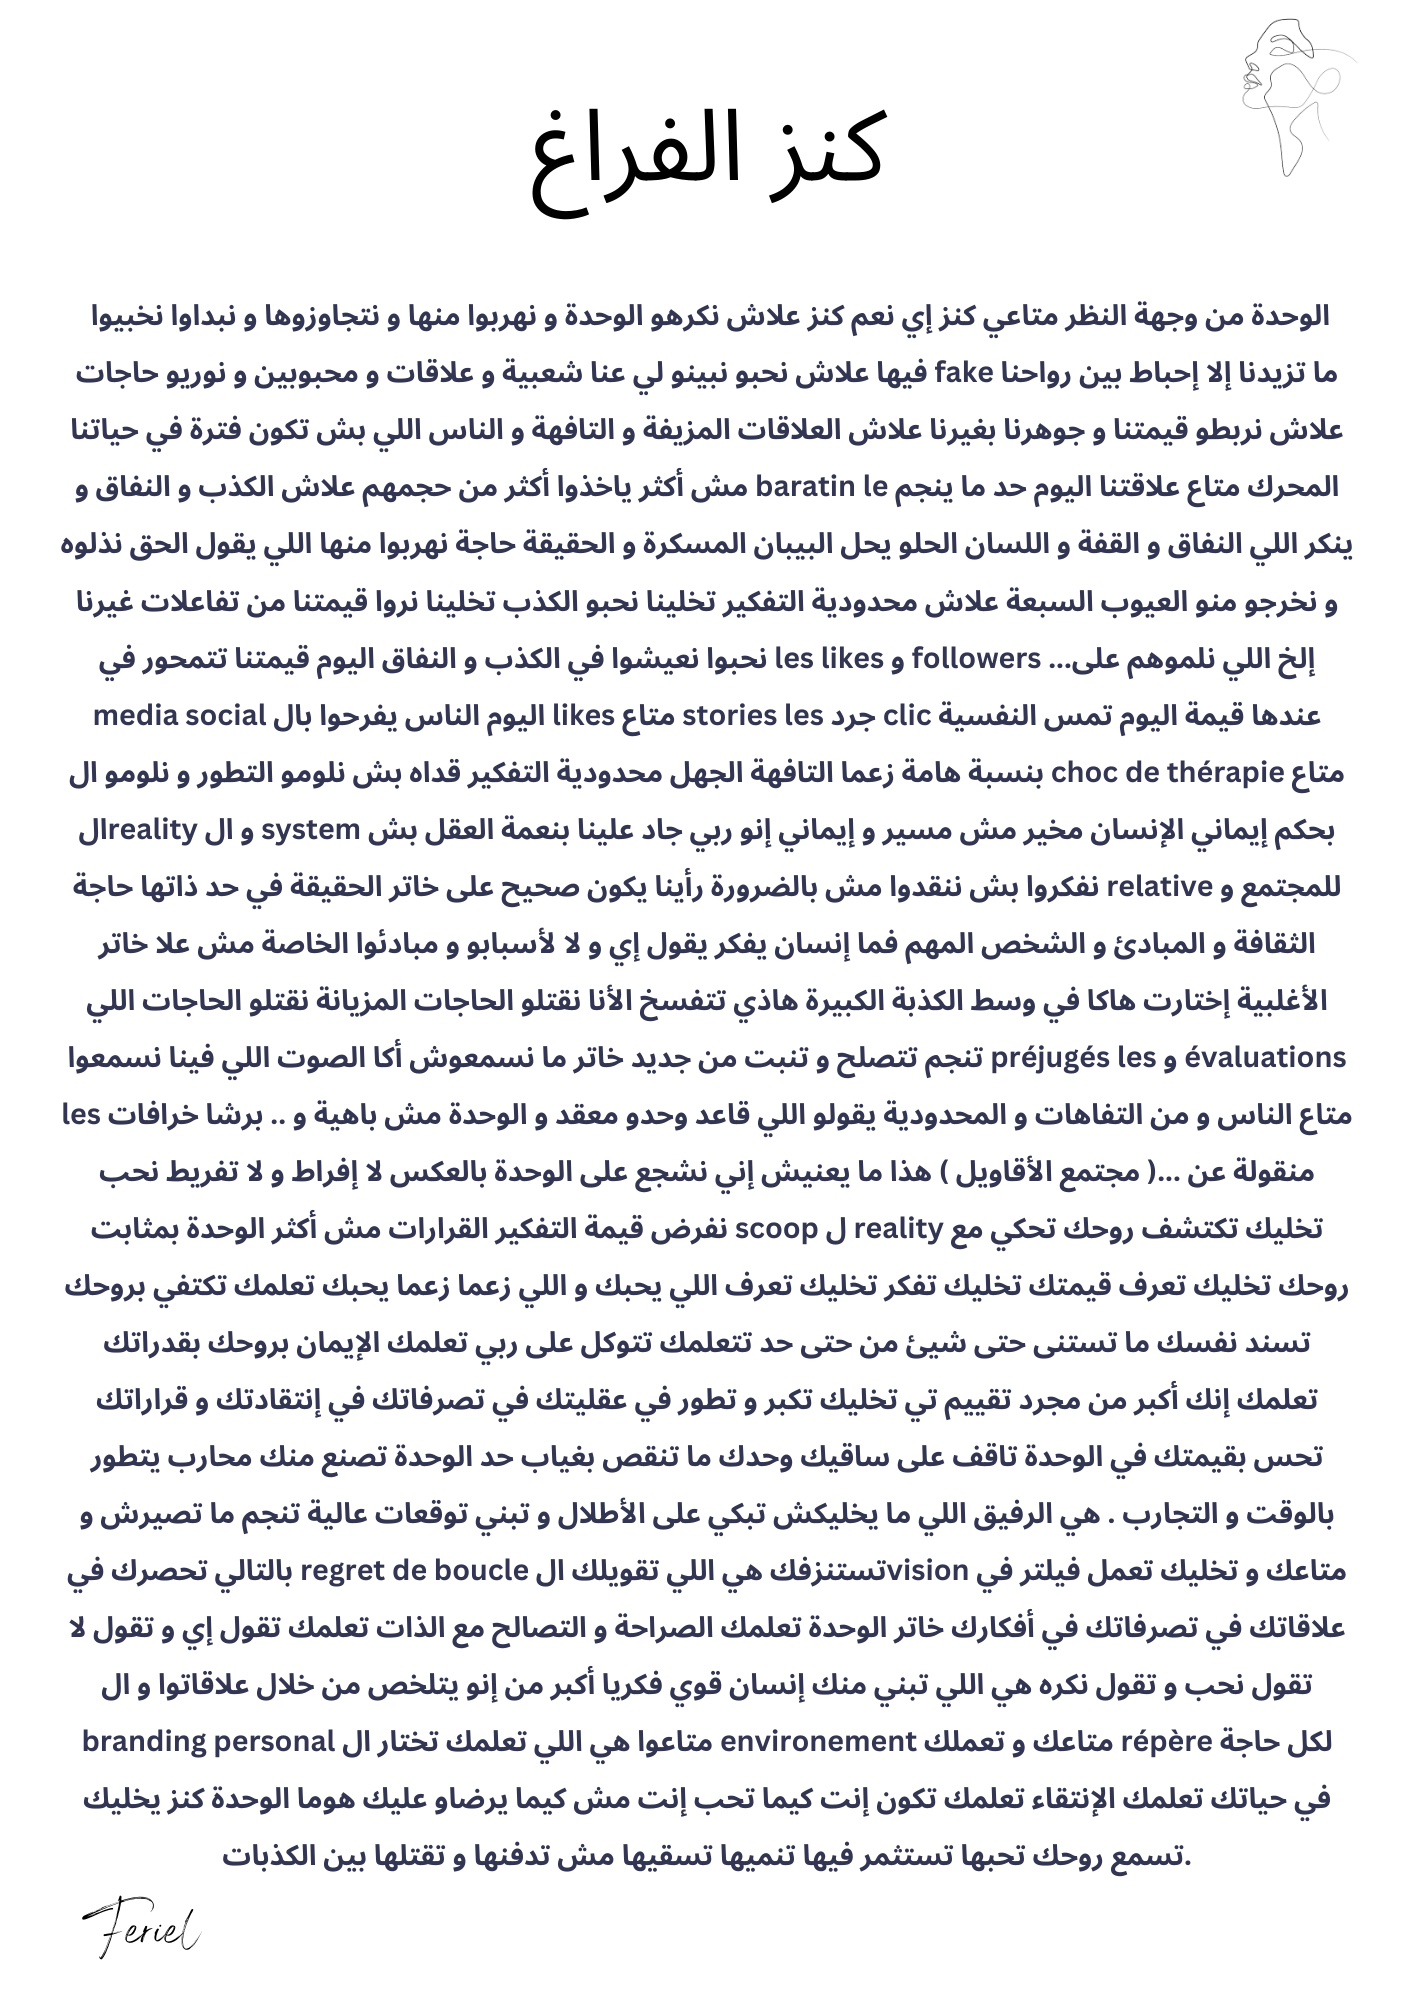 كنز الفراغ
الوحدة من وجهة النظر متاعي كنز إي نعم كنز علاش نكرهو الوحدة و نهربوا منها و نتجاوزوها و نبداوا نخبيوا
ما تزيدنا إلا إحباط بين رواحنا fake فيها علاش نحبو نبينو لي عنا شعبية و علاقات و محبوبين و نوريو حاجات
علاش نربطو قيمتنا و جوهرنا بغيرنا علاش العلاقات المزيفة و التافهة و الناس اللي بش تكون فترة في حياتنا
المحرك متاع علاقتنا اليوم حد ما ينجم baratin le مش أكثر ياخذوا أكثر من حجمهم علاش الكذب و النفاق و
ينكر اللي النفاق و القفة و اللسان الحلو يحل البيبان المسكرة و الحقيقة حاجة نهربوا منها اللي يقول الحق نذلوه
و نخرجو منو العيوب السبعة علاش محدودية التفكير تخلينا نحبو الكذب تخلينا نروا قيمتنا من تفاعلات غيرنا
إلخ اللي نلموهم على... followers و les likes نحبوا نعيشوا في الكذب و النفاق اليوم قيمتنا تتمحور في
عندها قيمة اليوم تمس النفسية clic جرد stories les متاع likes اليوم الناس يفرحوا بال media social
متاع choc de thérapie بنسبة هامة زعما التافهة الجهل محدودية التفكير قداه بش نلومو التطور و نلومو ال
بحكم إيماني الإنسان مخير مش مسير و إيماني إنو ربي جاد علينا بنعمة العقل بش system و ال realityال
للمجتمع و relative نفكروا بش ننقدوا مش بالضرورة رأينا يكون صحيح على خاتر الحقيقة في حد ذاتها حاجة
الثقافة و المبادئ و الشخص المهم فما إنسان يفكر يقول إي و لا لأسبابو و مبادئوا الخاصة مش علا خاتر
الأغلبية إختارت هاكا في وسط الكذبة الكبيرة هاذي تتفسخ الأنا نقتلو الحاجات المزيانة نقتلو الحاجات اللي
évaluations و préjugés les تنجم تتصلح و تنبت من جديد خاتر ما نسمعوش أكا الصوت اللي فينا نسمعوا
متاع الناس و من التفاهات و المحدودية يقولو اللي قاعد وحدو معقد و الوحدة مش باهية و .. برشا خرافات les
منقولة عن ...( مجتمع الأقاويل ) هذا ما يعنيش إني نشجع على الوحدة بالعكس لا إفراط و لا تفريط نحب
تخليك تكتشف روحك تحكي مع reality ل scoop نفرض قيمة التفكير القرارات مش أكثر الوحدة بمثابت
روحك تخليك تعرف قيمتك تخليك تفكر تخليك تعرف اللي يحبك و اللي زعما زعما يحبك تعلمك تكتفي بروحك
تسند نفسك ما تستنى حتى شيئ من حتى حد تتعلمك تتوكل على ربي تعلمك الإيمان بروحك بقدراتك
تعلمك إنك أكبر من مجرد تقييم تي تخليك تكبر و تطور في عقليتك في تصرفاتك في إنتقادتك و قراراتك
تحس بقيمتك في الوحدة تاقف على ساقيك وحدك ما تنقص بغياب حد الوحدة تصنع منك محارب يتطور
بالوقت و التجارب . هي الرفيق اللي ما يخليكش تبكي على الأطلال و تبني توقعات عالية تنجم ما تصيرش و
متاعك و تخليك تعمل فيلتر في visionتستنزفك هي اللي تقويلك ال regret de boucle بالتالي تحصرك في
علاقاتك في تصرفاتك في أفكارك خاتر الوحدة تعلمك الصراحة و التصالح مع الذات تعلمك تقول إي و تقول لا
تقول نحب و تقول نكره هي اللي تبني منك إنسان قوي فكريا أكبر من إنو يتلخص من خلال علاقاتوا و ال
لكل حاجة répère متاعك و تعملك environement متاعوا هي اللي تعلمك تختار ال branding personal
في حياتك تعلمك الإنتقاء تعلمك تكون إنت كيما تحب إنت مش كيما يرضاو عليك هوما الوحدة كنز يخليك
تسمع روحك تحبها تستثمر فيها تنميها تسقيها مش تدفنها و تقتلها بين الكذبات.
Feriel